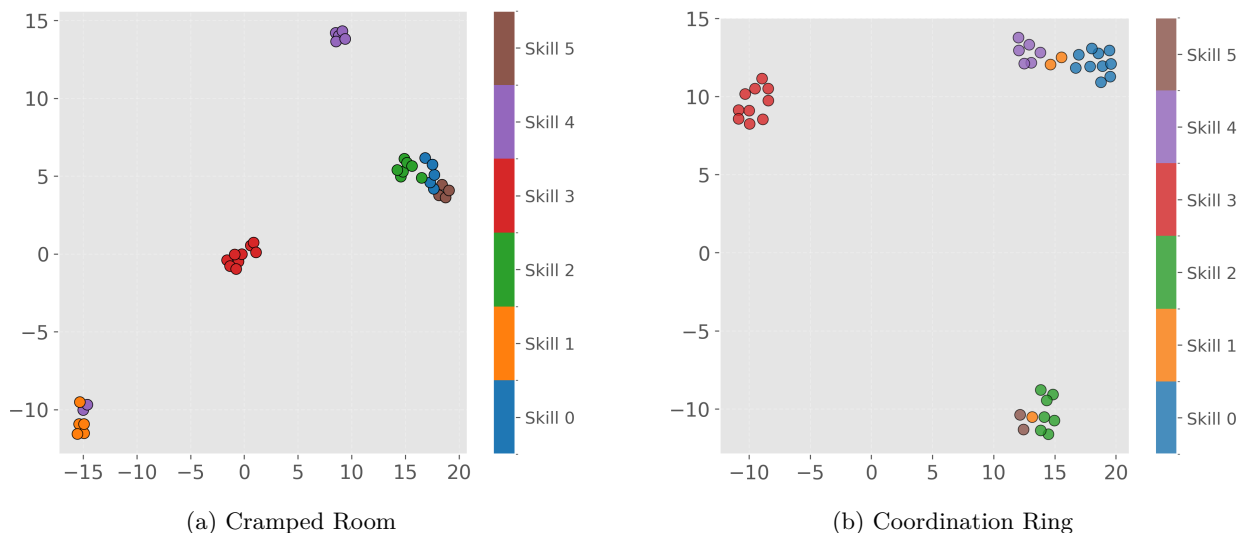 15
10
5
0
−5
−10
−15 −10 −5 0 5 10 15 20
Skill 5
Skill 4
Skill 3
Skill 2
Skill 1
Skill 0
(a) Cramped Room
15
10
5
0
−5
−10
−10 −5 0 5 10 15 20
Skill 5
Skill 4
Skill 3
Skill 2
Skill 1
Skill 0
(b) Coordination Ring